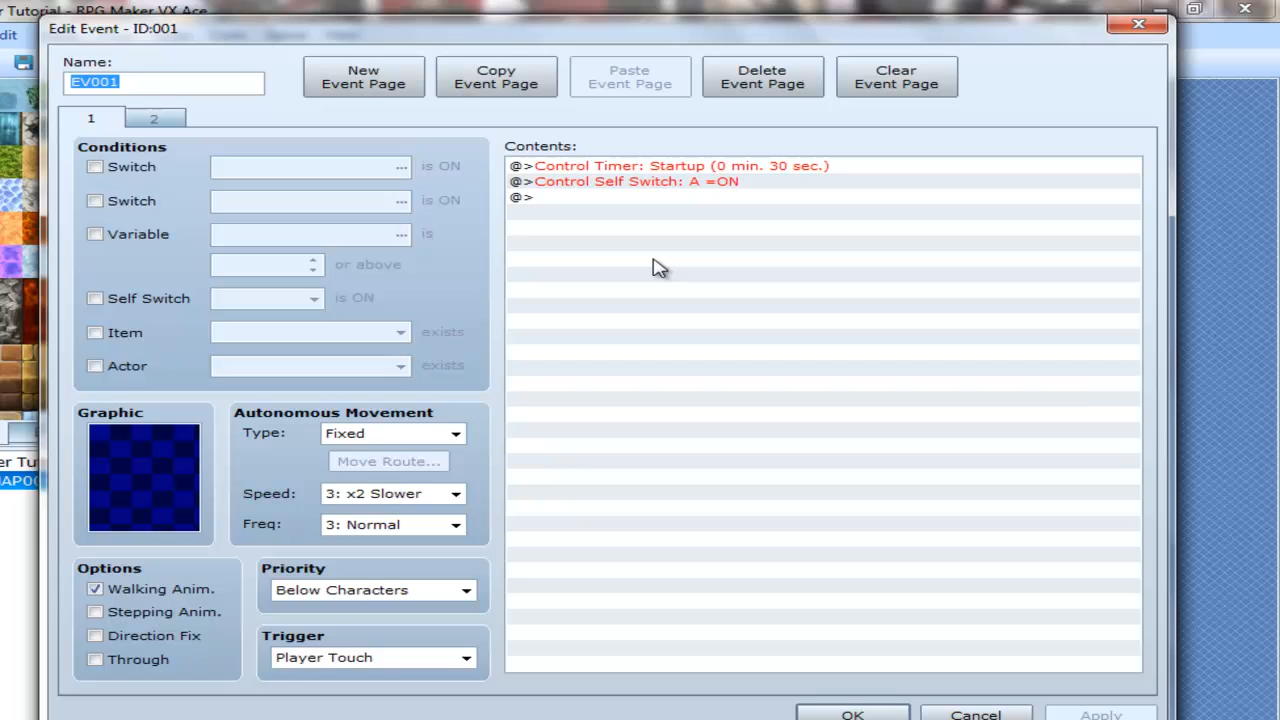 r Tutorial - RPG Maker VX Ace
dit
Edit Event - ID:001
Name:
EV001
New Event Page
Copy Event Page
Paste Event Page
Delete Event Page
Clear Event Page
1
2
Conditions
Switch ... is ON
Switch ... is ON
Variable ... is
or above
Self Switch is ON
Item exists
Actor exists
Graphic
Autonomous Movement
Type: Fixed
Move Route...
Speed: 3: x2 Slower
Freq: 3: Normal
Options
Walking Anim.
Stepping Anim.
Direction Fix
Through
Priority
Below Characters
Trigger
Player Touch
Contents:
@>Control Timer: Startup (0 min. 30 sec.)
@>Control Self Switch: A =ON
@>
er Tu
MAP00
OK
Cancel
Apply